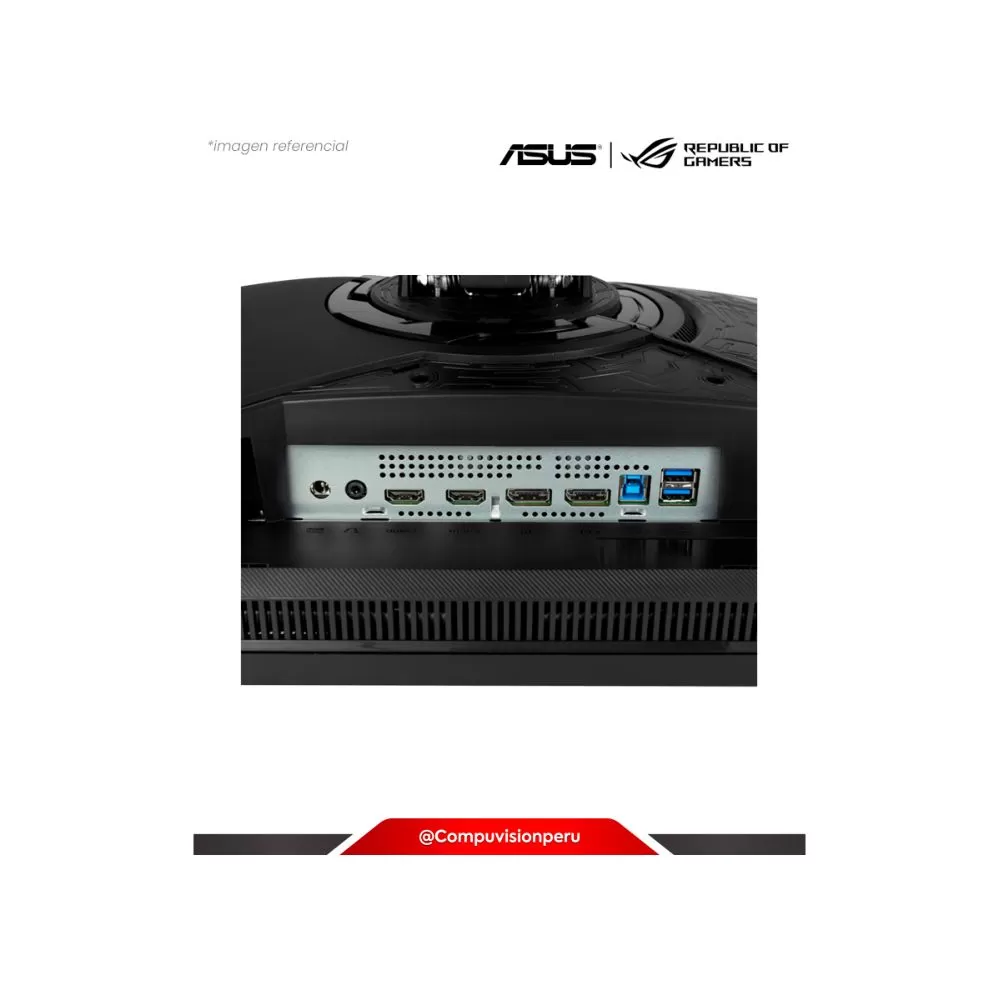 *imagen referencial
ASUS
REPUBLIC OF
GAMERS
@Compuvisionperu